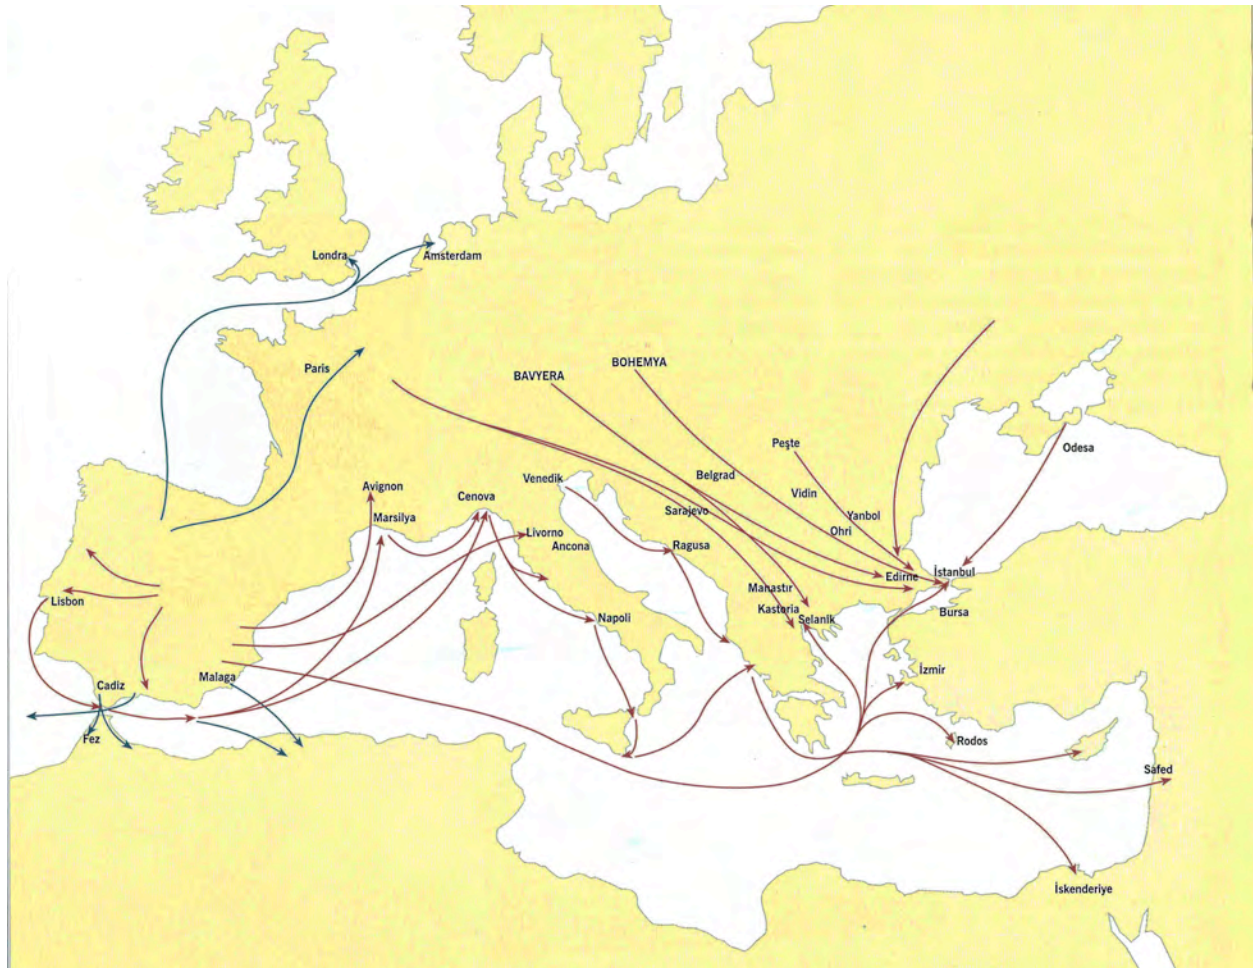 Londra
Amsterdam
Paris
BAVYERA
BOHEMYA
Peşte
Odesa
Belgrad
Venedik
Avignon
Vidin
Cenova
Sarajevo
Yanbol
Marsilya
Livorno
Ohri
Ancona
Ragusa
İstanbul
Edirne
Manastır
Lisbon
Kastoria
Bursa
Napoli
Selanik
İzmir
Malaga
Cadiz
Fez
Rodos
Safed
İskenderiye